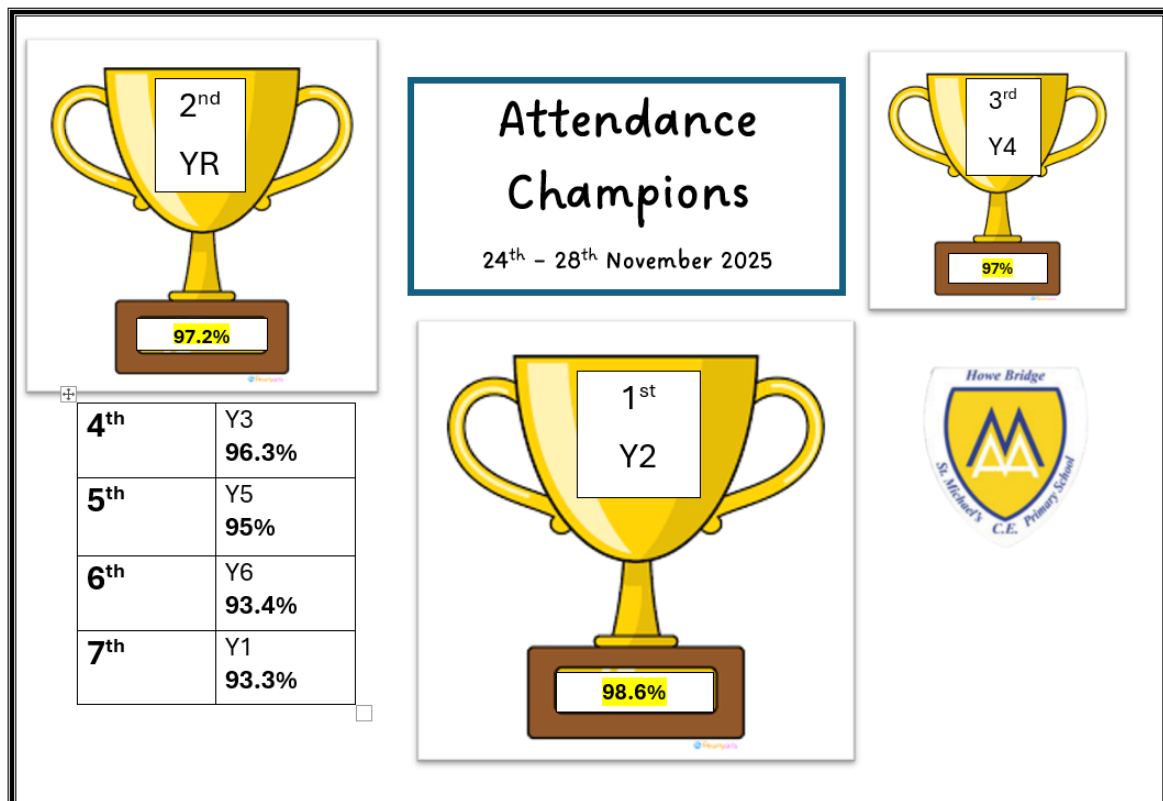 2nd
YR
97.2%
Attendance
Champions
24th – 28th November 2025
3rd
Y4
97%
1st
Y2
98.6%
4th Y3
96.3%
5th Y5
95%
6th Y6
93.4%
7th Y1
93.3%
Howe Bridge
St. Michael's C.E. Primary School